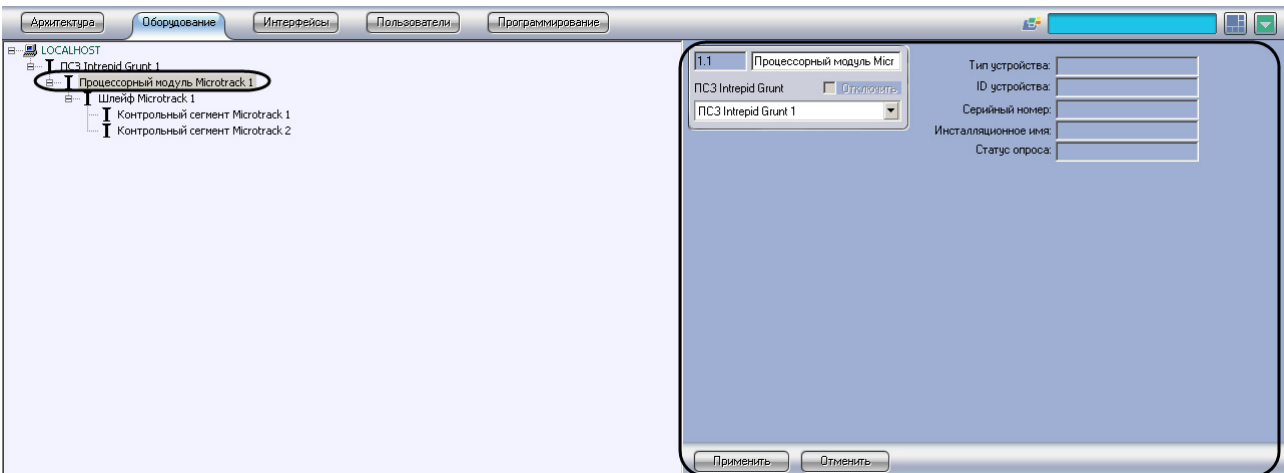 Архитектура Оборудование Интерфейсы Пользователи Программирование
LOCALHOST
ПСЗ Intrepid Grunt 1
Процессорный модуль Microtrack 1
Шлейф Microtrack 1
Контрольный сегмент Microtrack 1
Контрольный сегмент Microtrack 2
1.1 Процессорный модуль Micr
ПСЗ Intrepid Grunt Отключить
ПСЗ Intrepid Grunt 1
Тип устройства:
ID устройства:
Серийный номер:
Инсталляционное имя:
Статус опроса:
Применить Отменить